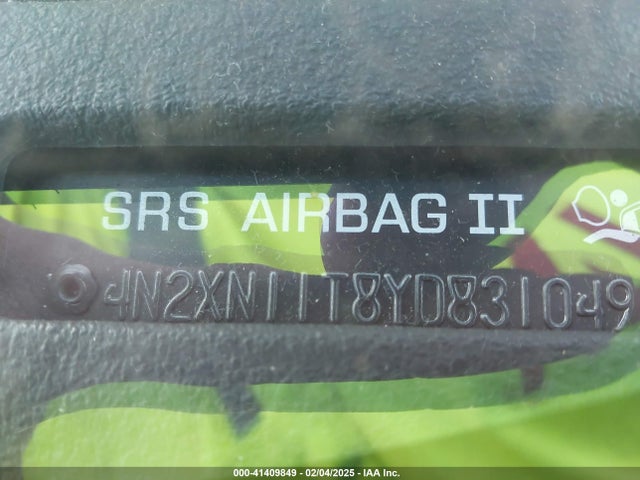 SRS AIRBAG II
4N2XN11T8YD831049
000-41409849 - 02/04/2025 - IAA Inc.